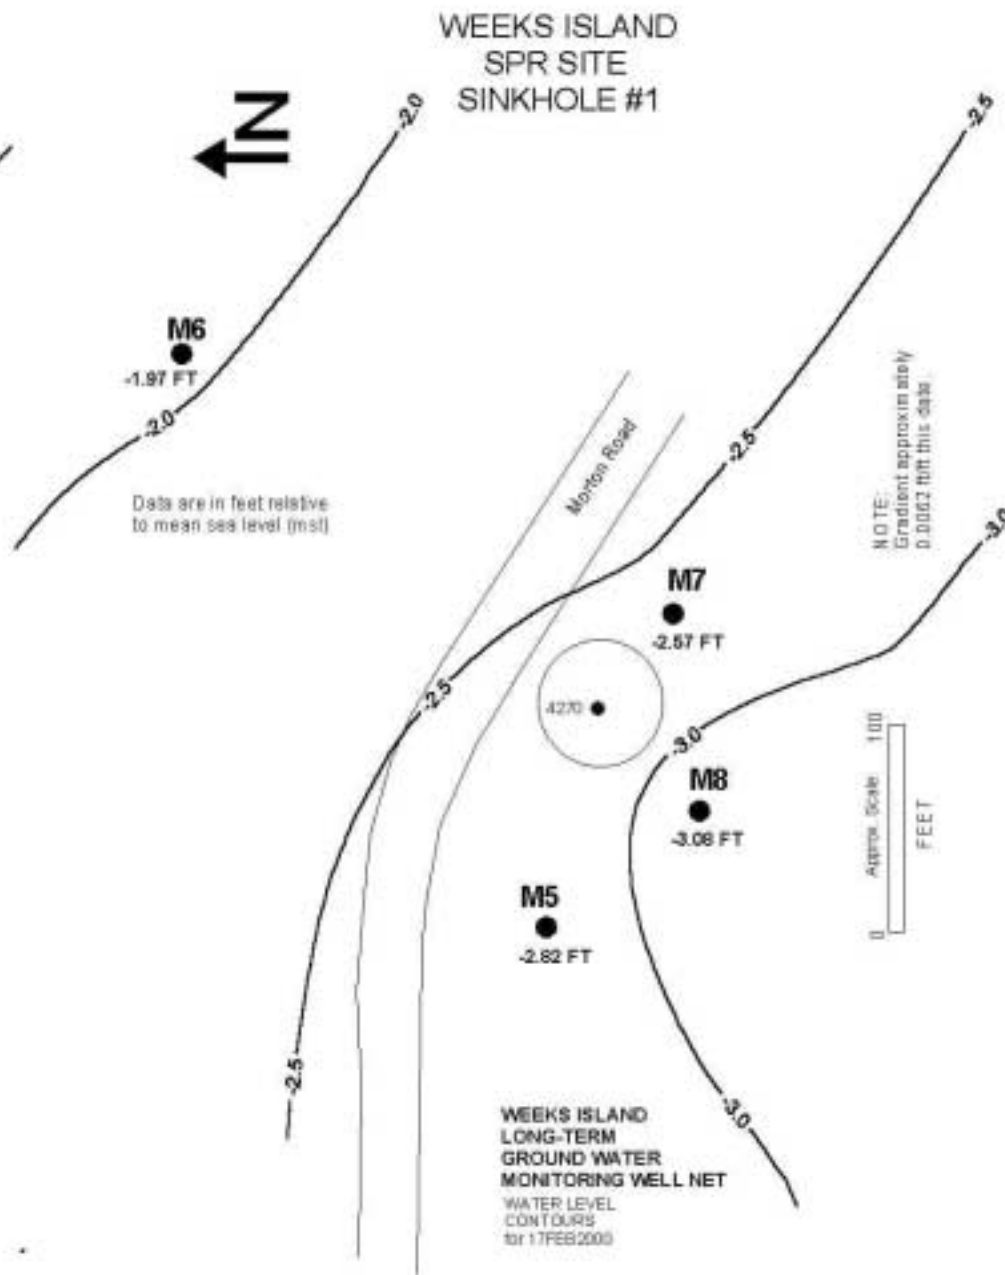 WEEKS ISLAND
SPR SITE
SINKHOLE #1
N
-2.0
-2.5
M6
-1.97 FT
-2.0
Data are in feet relative
to mean sea level (msl)
Morton Road
-2.5
NOTE:
Gradient approximately
ft/ft this date.
-3.0
M7
-2.57 FT
-2.5
4270
-3.0
M8
-3.08 FT
0 Approx. Scale 100
FEET
M5
-2.82 FT
-2.5
-3.0
WEEKS ISLAND
LONG-TERM
GROUND WATER
MONITORING WELL NET
WATER LEVEL
CONTOURS
for 17FEB2000